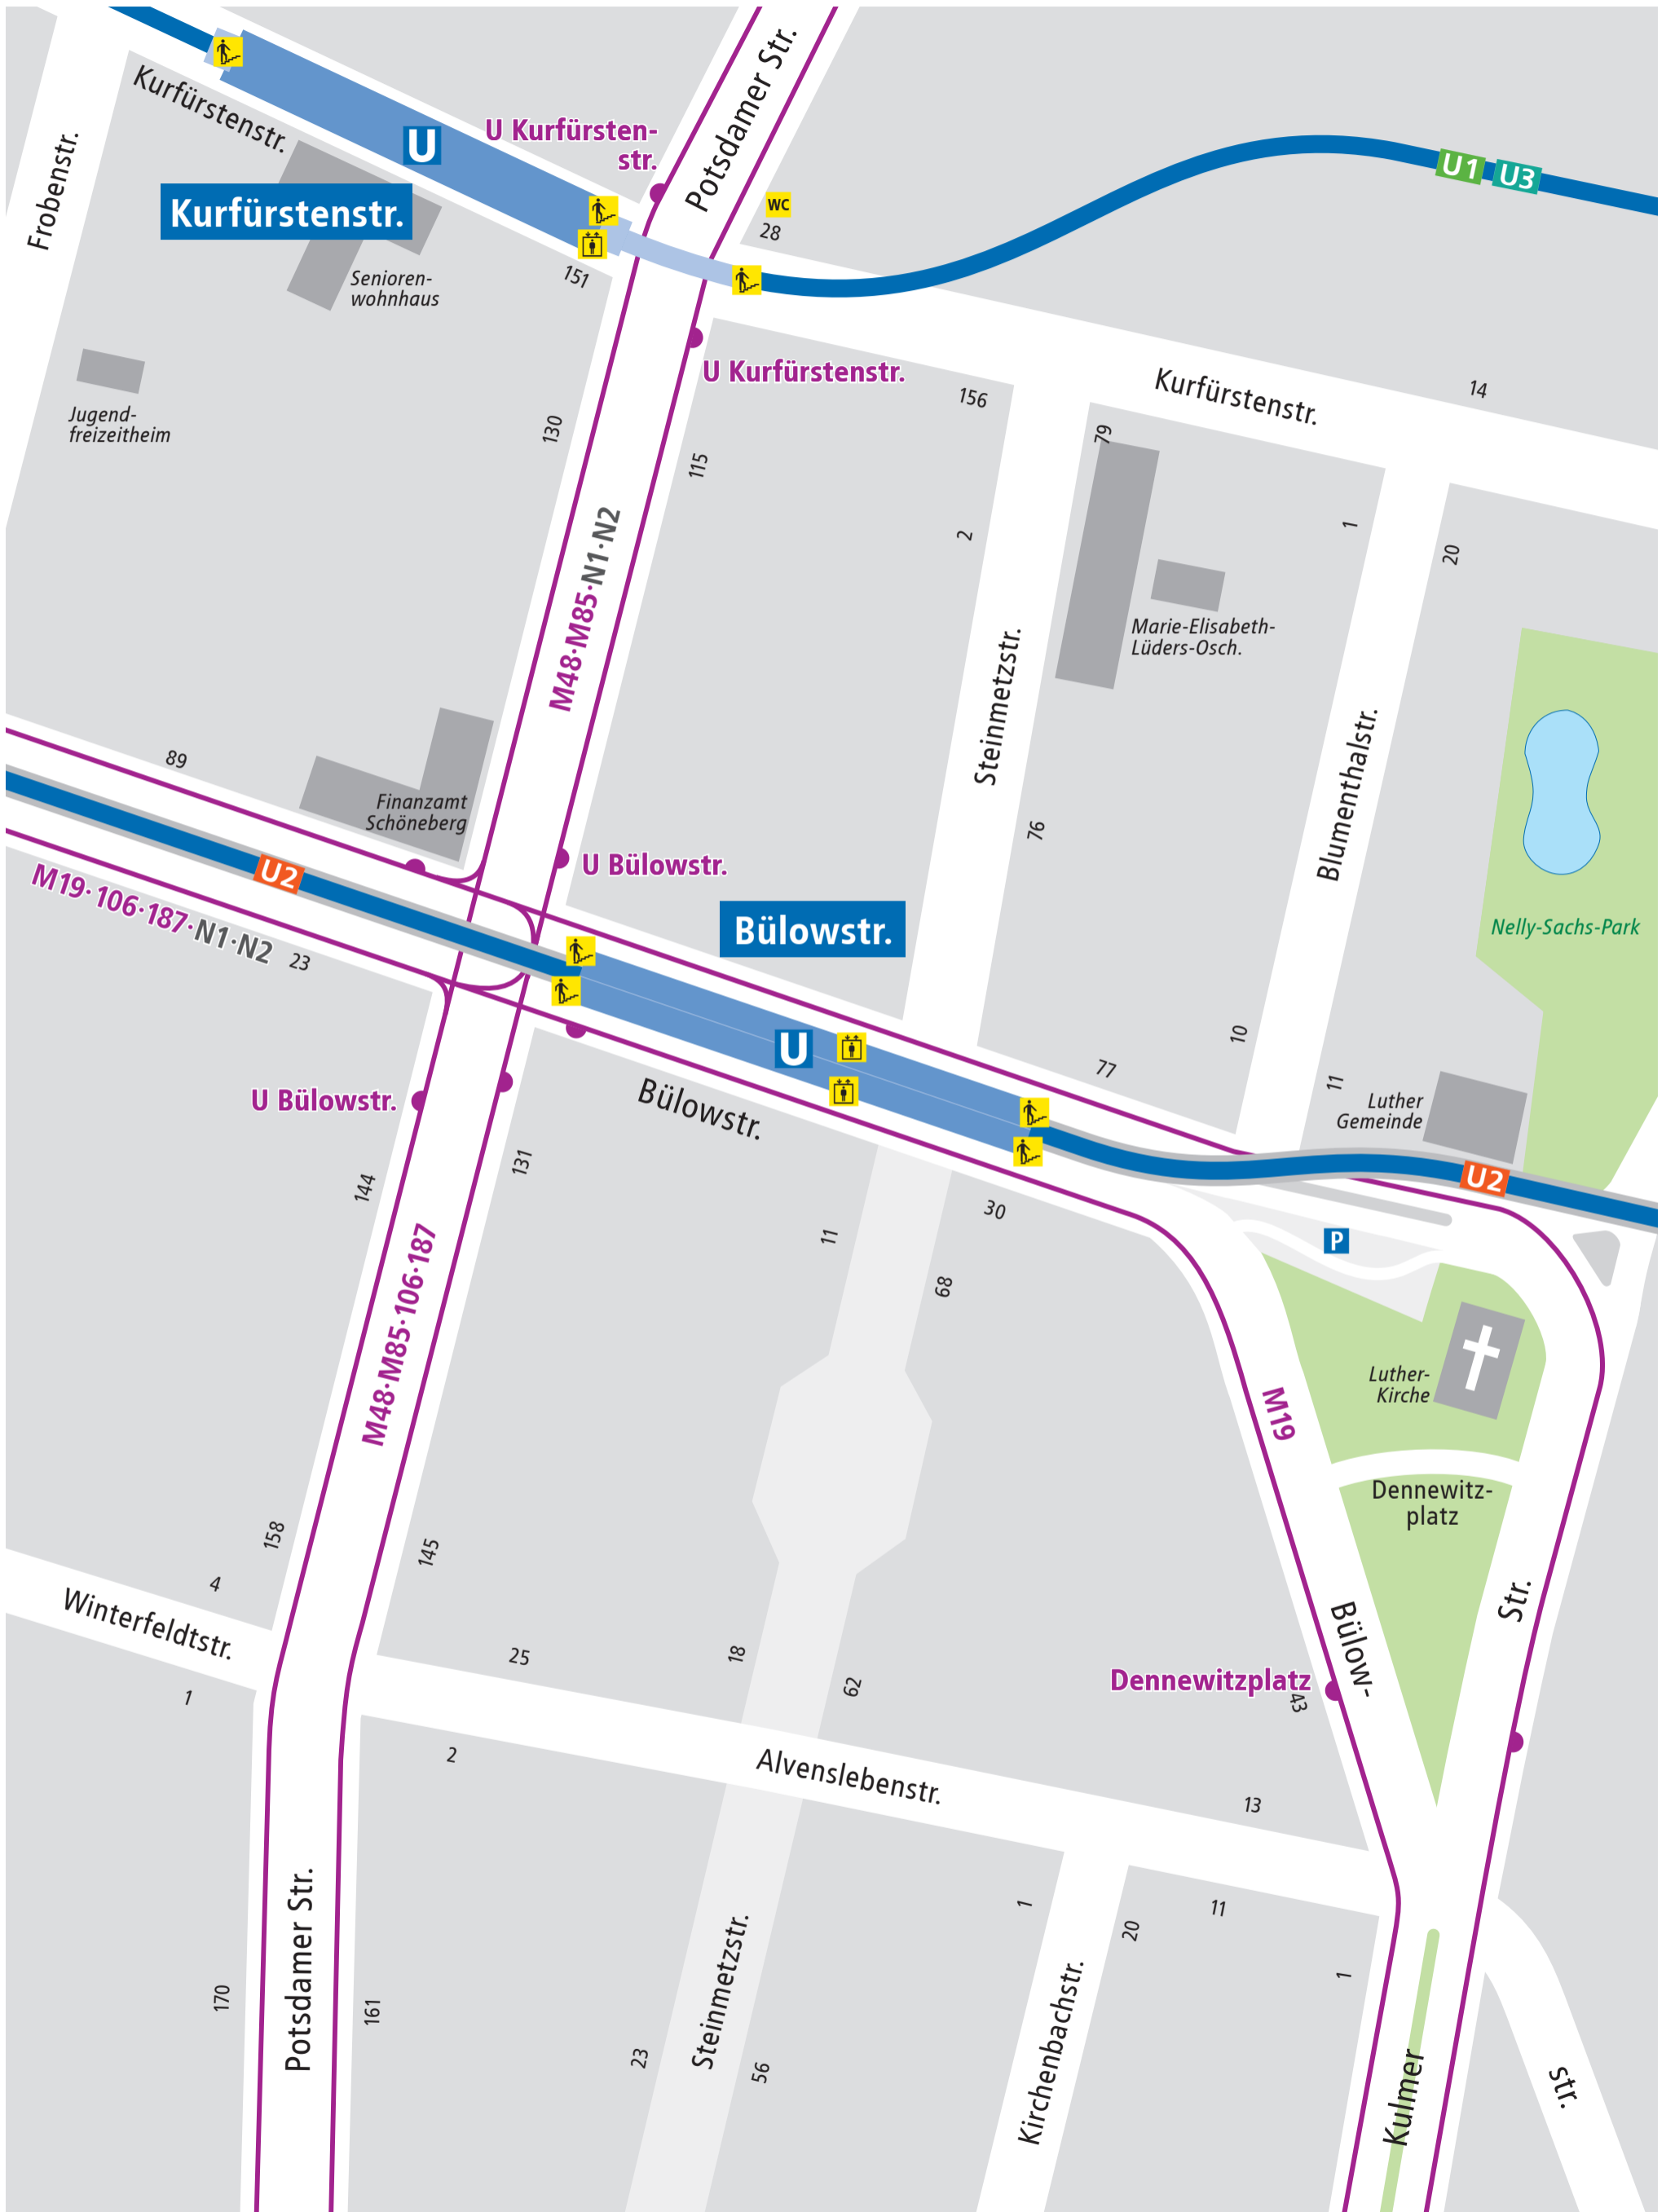 Potsdamer Str.
Kurfürstenstr.
U
U Kurfürsten-
str.
U1 U3
Frobenstr.
Kurfürstenstr.
WC
28
Senioren-
wohnhaus
151
U Kurfürstenstr.
Kurfürstenstr.
14
156
Jugend-
freizeitheim
130
115
79
1
20
2
M48·M85·N1·N2
Marie-Elisabeth-
Lüders-Osch.
Steinmetzstr.
Blumenthalstr.
89
Finanzamt
Schöneberg
76
U2
U Bülowstr.
M19·106·187·N1·N2
23
Bülowstr.
Nelly-Sachs-Park
U
10
77
11
Luther
Gemeinde
U Bülowstr.
Bülowstr.
144
131
U2
30
11
68
P
M48·M85·106·187
Luther-
Kirche
M19
Dennewitz-
platz
158
145
4
Winterfeldtstr.
Str.
Bülow-
25
18
62
Dennewitzplatz
43
1
2
Alvenslebenstr.
13
1
20
11
1
Potsdamer Str.
170
161
Steinmetzstr.
23
56
Kirchenbachstr.
Kulmer
str.